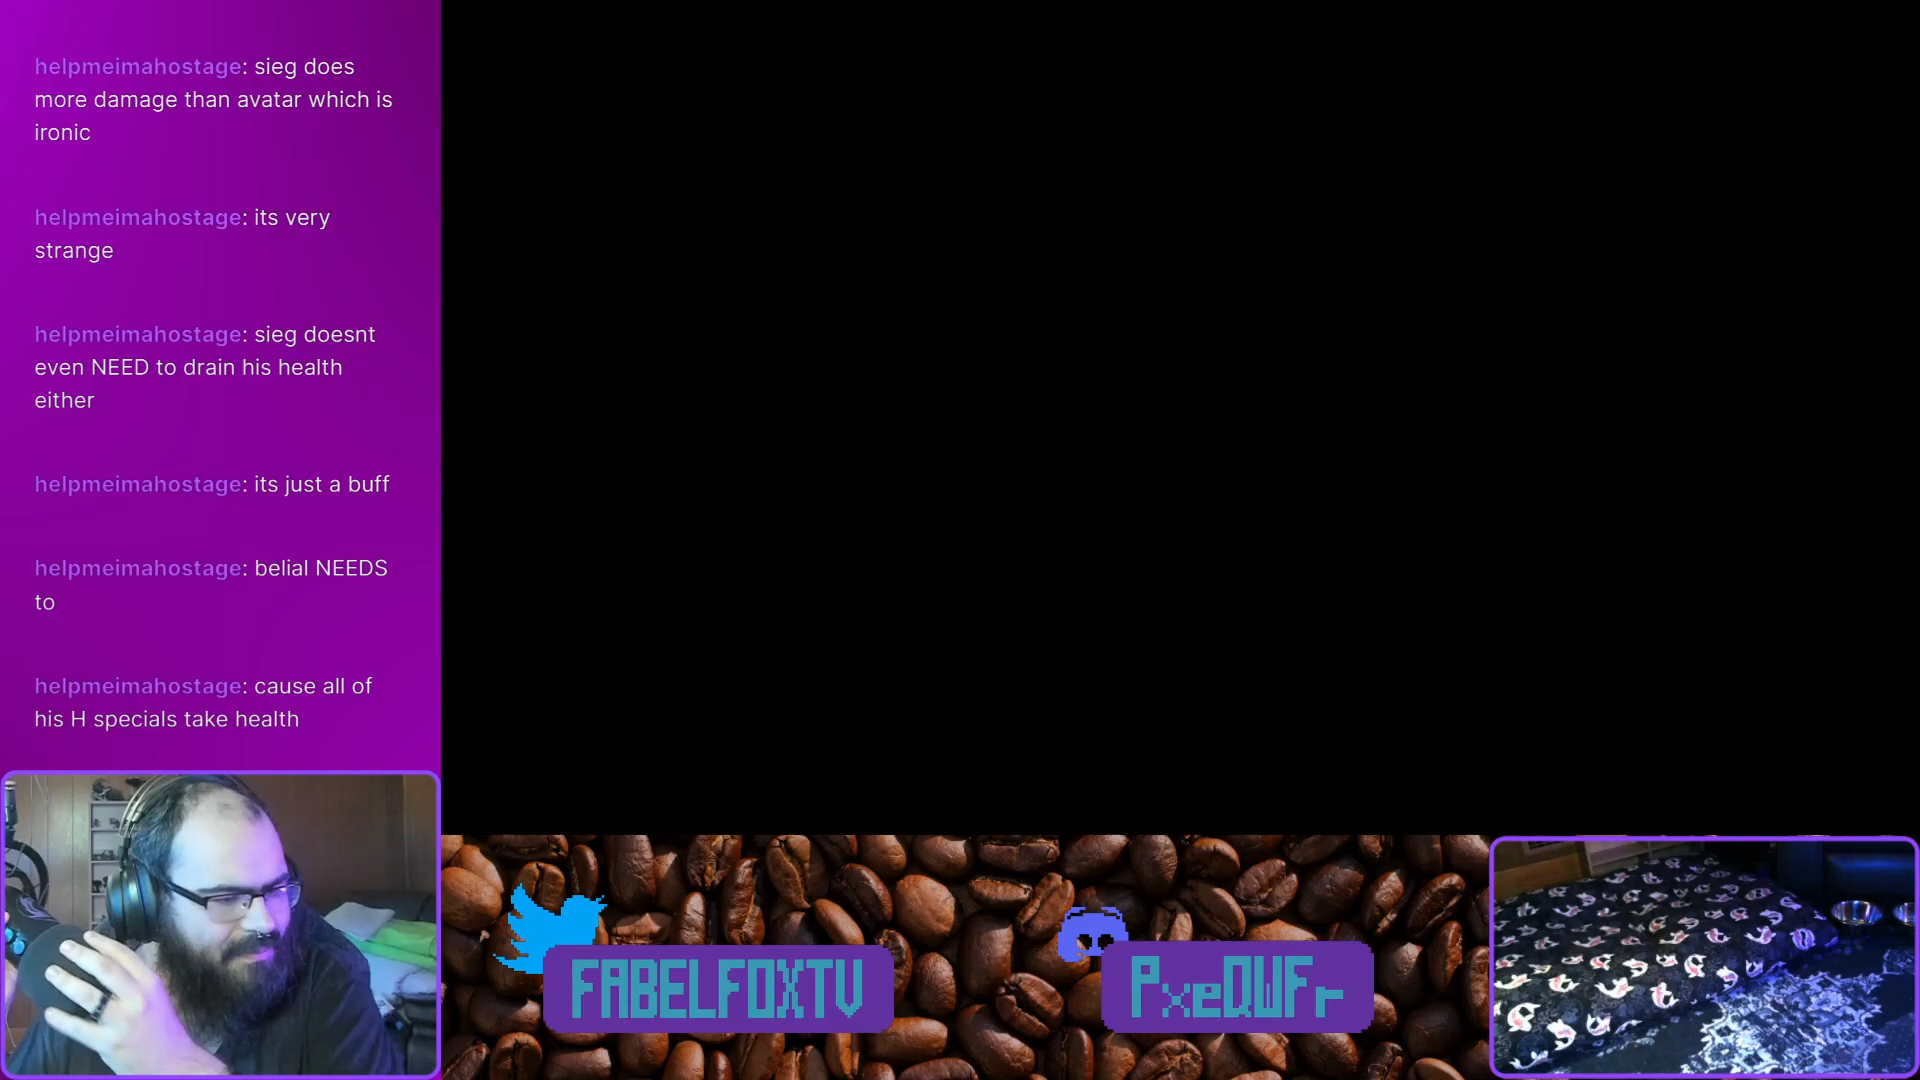 helpmeimahostage: sieg does
more damage than avatar which is
ironic
helpmeimahostage: its very
strange
helpmeimahostage: sieg doesnt
even NEED to drain his health
either
helpmeimahostage: its just a buff
helpmeimahostage: belial NEEDS
to
helpmeimahostage: cause all of
his H specials take health
FABELFOXTV
PxeQWFr